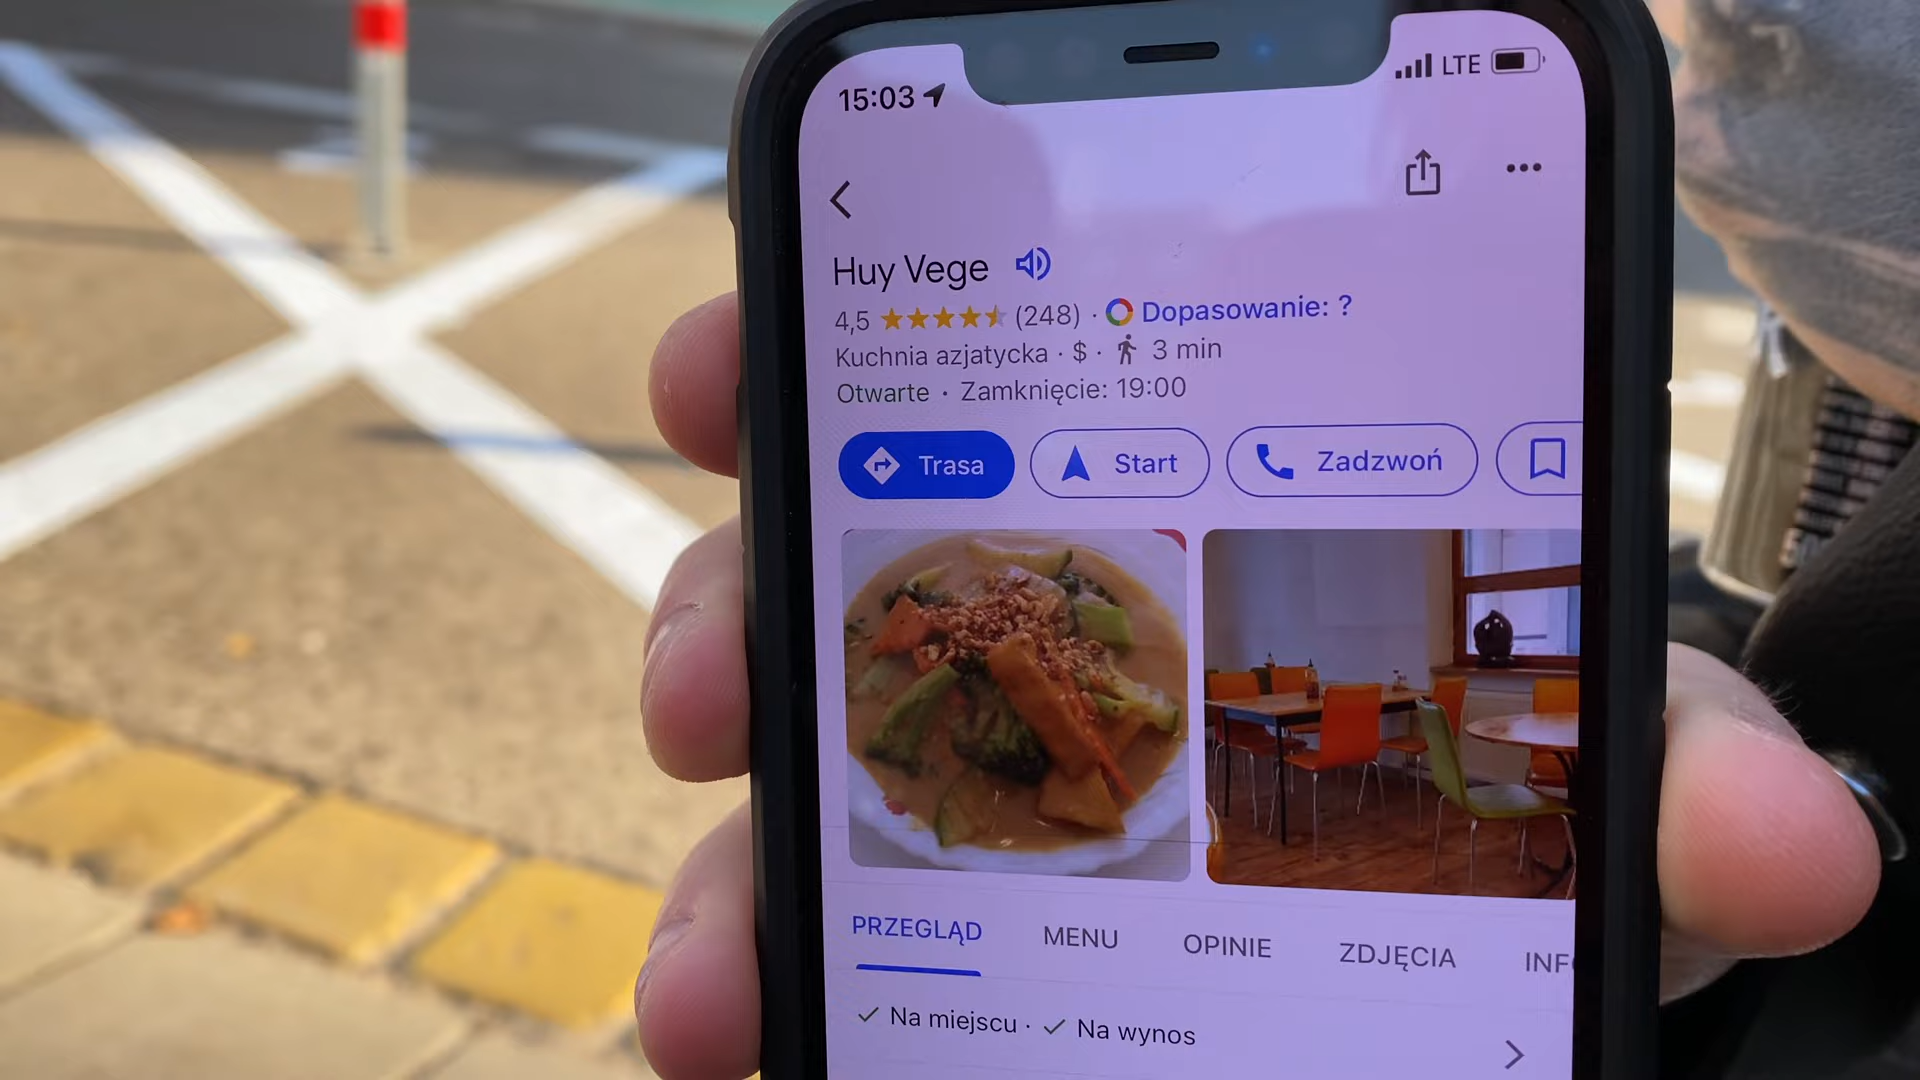 15:03 LTE
Huy Vege
4,5 (248) · Dopasowanie: ?
Kuchnia azjatycka · $ · 3 min
Otwarte · Zamknięcie: 19:00
Trasa Start Zadzwoń
PRZEGLĄD MENU OPINIE ZDJĘCIA INF
Na miejscu · Na wynos